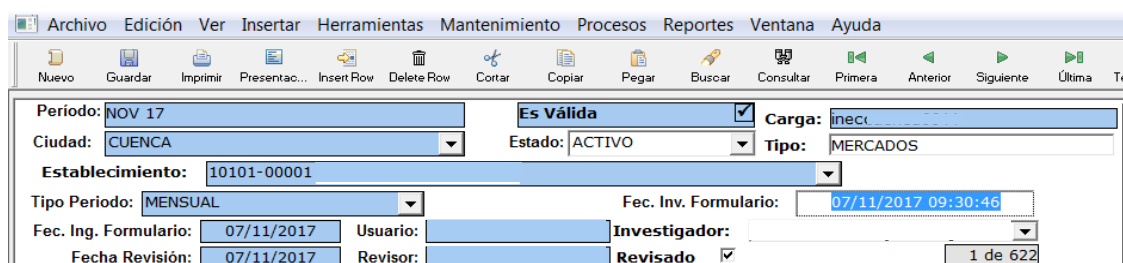 Archivo Edición Ver Insertar Herramientas Mantenimiento Procesos Reportes Ventana Ayuda
Nuevo Guardar Imprimir Presentac... Insert Row Delete Row Cortar Copiar Pegar Buscar Consultar Primera Anterior Siguiente Última
Período: NOV 17 Es Válida Carga:
Ciudad: CUENCA Estado: ACTIVO Tipo: MERCADOS
Establecimiento: 10101-00001
Tipo Periodo: MENSUAL Fec. Inv. Formulario: 07/11/2017 09:30:46
Fec. Ing. Formulario: 07/11/2017 Usuario: Investigador:
Fecha Revisión: 07/11/2017 Revisor: Revisado 1 de 622